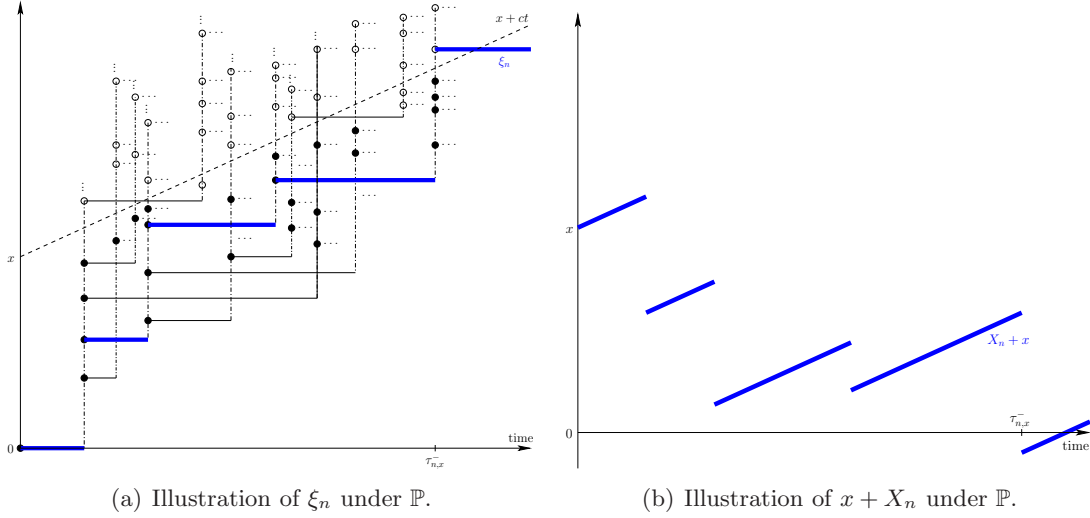 x + ct
ξn
x
0
time
τ⁻n,x
x
Xn + x
τ⁻n,x
0
time
(a) Illustration of ξn under ℙ.
(b) Illustration of x + Xn under ℙ.